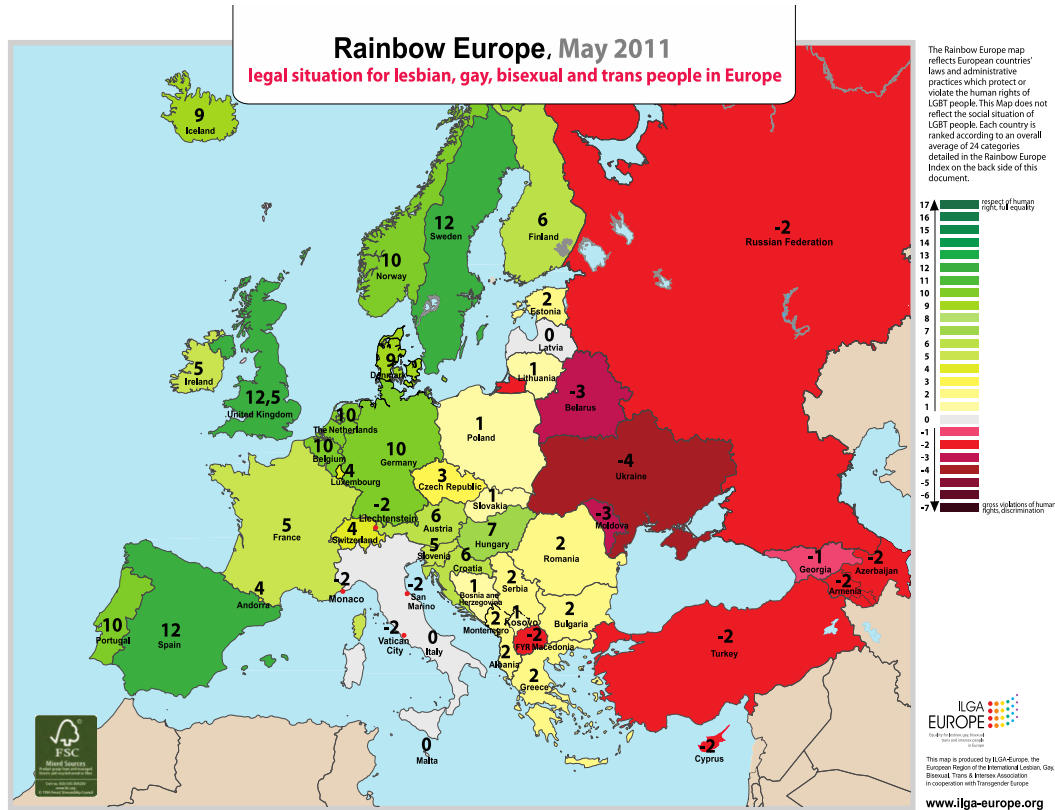 Rainbow Europe, May 2011
legal situation for lesbian, gay, bisexual and trans people in Europe
The Rainbow Europe map
reflects European countries'
laws and administrative
practices which protect or
violate the human rights of
LGBT people. This Map does not
reflect the social situation of
LGBT people. Each country is
ranked according to an overall
average of 24 categories
detailed in the Rainbow Europe
Index on the back side of this
document.
17
respect of human
right, full equality
16
15
14
13
12
11
10
9
8
7
6
5
4
3
2
1
0
-1
-2
-3
-4
-5
-6
-7
gross violations of human
rights, discrimination
9
Iceland
12
Sweden
6
Finland
-2
Russian Federation
10
Norway
2
Estonia
0
Latvia
1
Lithuania
9
Denmark
5
Ireland
12,5
United Kingdom
-3
Belarus
10
The Netherlands
10
Belgium
10
Germany
1
Poland
4
Luxembourg
3
Czech Republic
-4
Ukraine
1
Slovakia
-2
Liechtenstein
6
Austria
-3
Moldova
5
France
4
Switzerland
7
Hungary
5
Slovenia
6
Croatia
2
Romania
-1
Georgia
-2
Azerbaijan
-2
Armenia
4
Andorra
-2
Monaco
-2
San
Marino
1
Bosnia and
Herzegovina
2
Serbia
10
Portugal
12
Spain
-2
Vatican
City
0
Italy
2
Montenegro
1
Kosovo
2
Bulgaria
-2
FYR Macedonia
-2
Turkey
2
Albania
2
Greece
0
Malta
-2
Cyprus
FSC
Mixed Sources
ILGA
EUROPE
Equality for lesbian, gay, bisexual,
trans and intersex people
in Europe
This map is produced by ILGA-Europe, the
European Region of the International Lesbian, Gay,
Bisexual, Trans & Intersex Association
in cooperation with Transgender Europe
www.ilga-europe.org